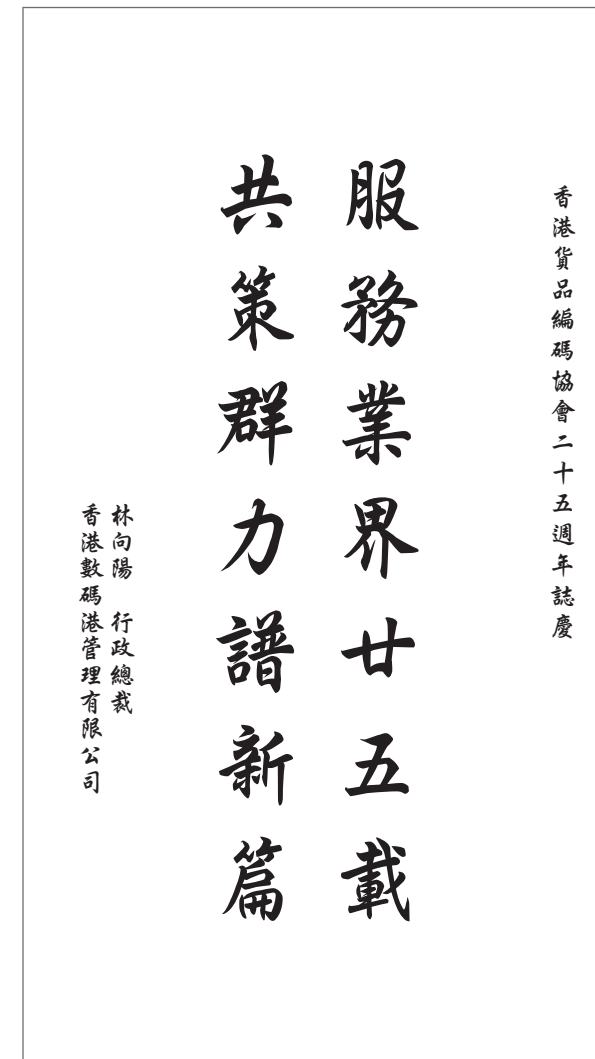 香港貨品編碼協會二十五週年誌慶
服務業界廿五載
共策群力譜新篇
林向陽　行政總裁
香港數碼港管理有限公司